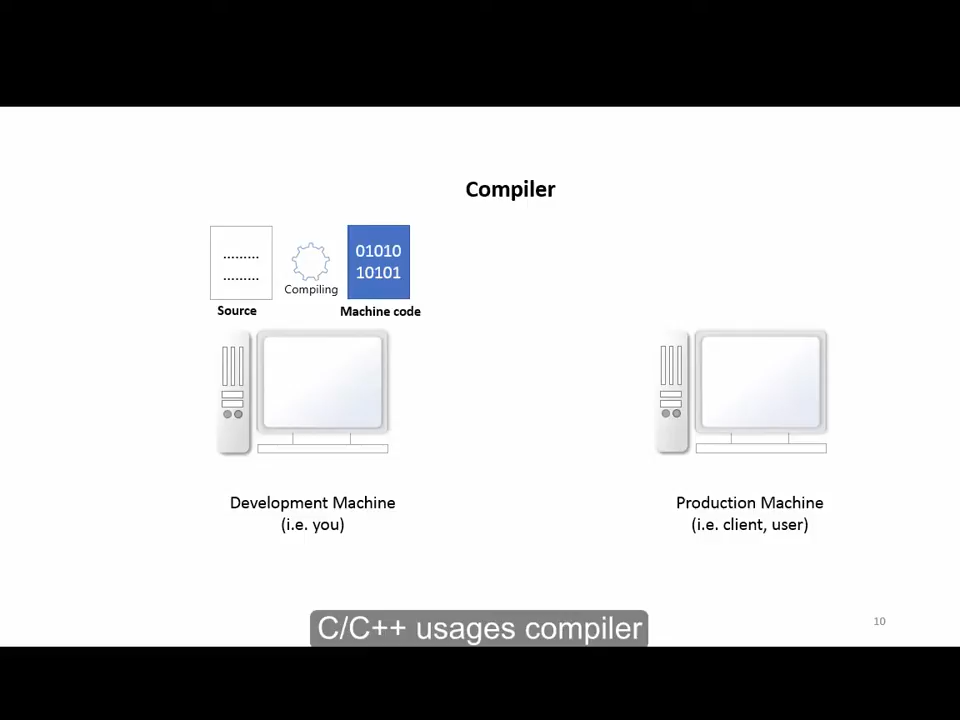 Compiler
.........
.........
01010
10101
Compiling
Source
Machine code
Development Machine
(i.e. you)
Production Machine
(i.e. client, user)
C/C++ usages compiler
10